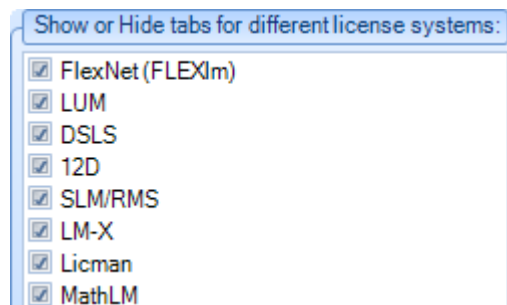 Show or Hide tabs for different license systems:
FlexNet (FLEXlm)
LUM
DSLS
12D
SLM/RMS
LM-X
Licman
MathLM